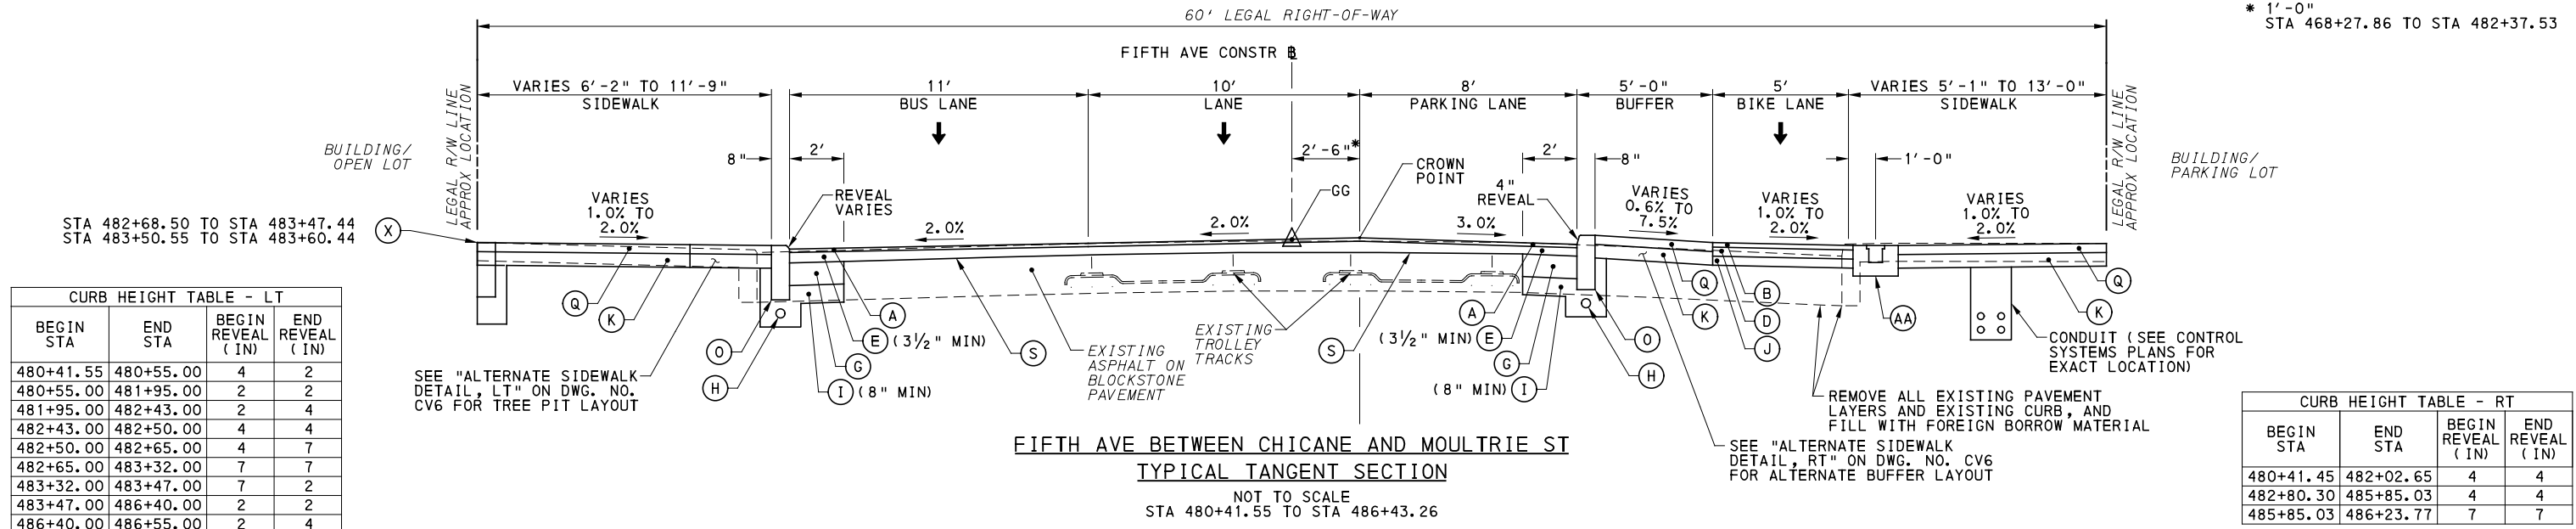 60' LEGAL RIGHT-OF-WAY
* 1'-0"
STA 468+27.86 TO STA 482+37.53
FIFTH AVE CONSTR ℄
VARIES 6'-2" TO 11'-9"
SIDEWALK
11'
BUS LANE
10'
LANE
8'
PARKING LANE
5'-0"
BUFFER
5'
BIKE LANE
VARIES 5'-1" TO 13'-0"
SIDEWALK
LEGAL R/W LINE
APPROX LOCATION
LEGAL R/W LINE
APPROX LOCATION
BUILDING/
OPEN LOT
BUILDING/
PARKING LOT
8"
2'
2'-6"*
2'
8"
1'-0"
CROWN
POINT
GG
4"
REVEAL
REVEAL
VARIES
VARIES
1.0% TO
2.0%
2.0%
2.0%
3.0%
VARIES
0.6% TO
7.5%
VARIES
1.0% TO
2.0%
VARIES
1.0% TO
2.0%
STA 482+68.50 TO STA 483+47.44
STA 483+50.55 TO STA 483+60.44
X
Q
K
O
H
A
E (3½" MIN)
G
I (8" MIN)
S
EXISTING
ASPHALT ON
BLOCKSTONE
PAVEMENT
EXISTING
TROLLEY
TRACKS
S
A
(3½" MIN) E
G
(8" MIN) I
Q
K
O
H
B
D
J
AA
Q
K
CONDUIT (SEE CONTROL
SYSTEMS PLANS FOR
EXACT LOCATION)
SEE "ALTERNATE SIDEWALK
DETAIL, LT" ON DWG. NO.
CV6 FOR TREE PIT LAYOUT
REMOVE ALL EXISTING PAVEMENT
LAYERS AND EXISTING CURB, AND
FILL WITH FOREIGN BORROW MATERIAL
SEE "ALTERNATE SIDEWALK
DETAIL, RT" ON DWG. NO. CV6
FOR ALTERNATE BUFFER LAYOUT
FIFTH AVE BETWEEN CHICANE AND MOULTRIE ST
TYPICAL TANGENT SECTION
NOT TO SCALE
STA 480+41.55 TO STA 486+43.26
CURB HEIGHT TABLE - LT
BEGIN STA END STA BEGIN REVEAL (IN) END REVEAL (IN)
480+41.55 480+55.00 4 2
480+55.00 481+95.00 2 2
481+95.00 482+43.00 2 4
482+43.00 482+50.00 4 4
482+50.00 482+65.00 4 7
482+65.00 483+32.00 7 7
483+32.00 483+47.00 7 2
483+47.00 486+40.00 2 2
486+40.00 486+55.00 2 4
CURB HEIGHT TABLE - RT
BEGIN STA END STA BEGIN REVEAL (IN) END REVEAL (IN)
480+41.45 482+02.65 4 4
482+80.30 485+85.03 4 4
485+85.03 486+23.77 7 7